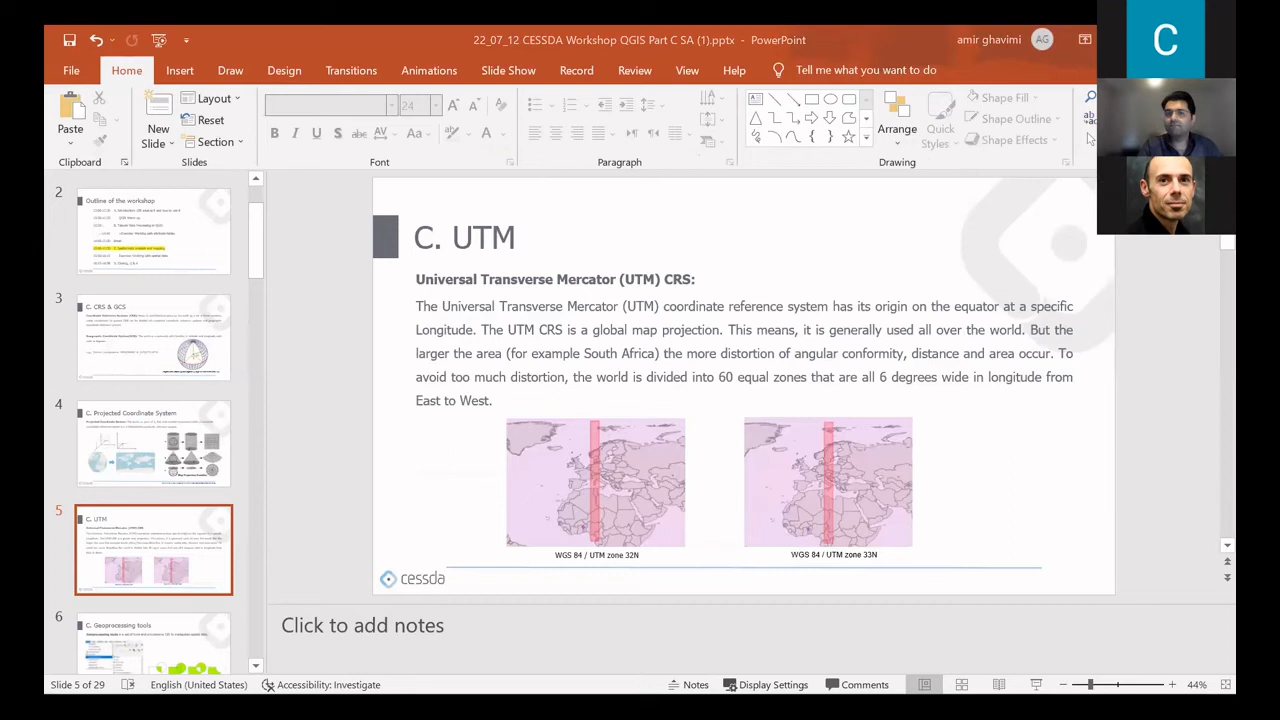 22_07_12 CESSDA Workshop QGIS Part C SA (1).pptx - PowerPoint
amir ghavimi
AG
C
File
Home
Insert
Draw
Design
Transitions
Animations
Slide Show
Record
Review
View
Help
Tell me what you want to do
Paste
New
Slide
Layout
Reset
Section
24
B
I
U
S
abc
AV
Aa
A
Arrange
Quick
Styles
Shape Fill
Shape Outline
Shape Effects
Clipboard
Slides
Font
Paragraph
Drawing
2
Outline of the workshop
3
C. CRS & GCS
4
C. Projected Coordinate System
5
C. UTM
6
C. Geoprocessing tools
C. UTM
Universal Transverse Mercator (UTM) CRS:
The Universal Transverse Mercator (UTM) coordinate reference system has its origin on the equator at a specific
Longitude. The UTM CRS is a global map projection. This means it is generally used all over the world. But the
larger the area (for example South Africa) the more distortion of angular conformity, distance and area occur. To
avoid too much distortion, the world is divided into 60 equal zones that are all 6 degrees wide in longitude from
East to West.
WGS 84 / UTM zone 32N
WGS 84 / UTM zone 33N
cessda
Click to add notes
Slide 5 of 29
English (United States)
Accessibility: Investigate
Notes
Display Settings
Comments
44%